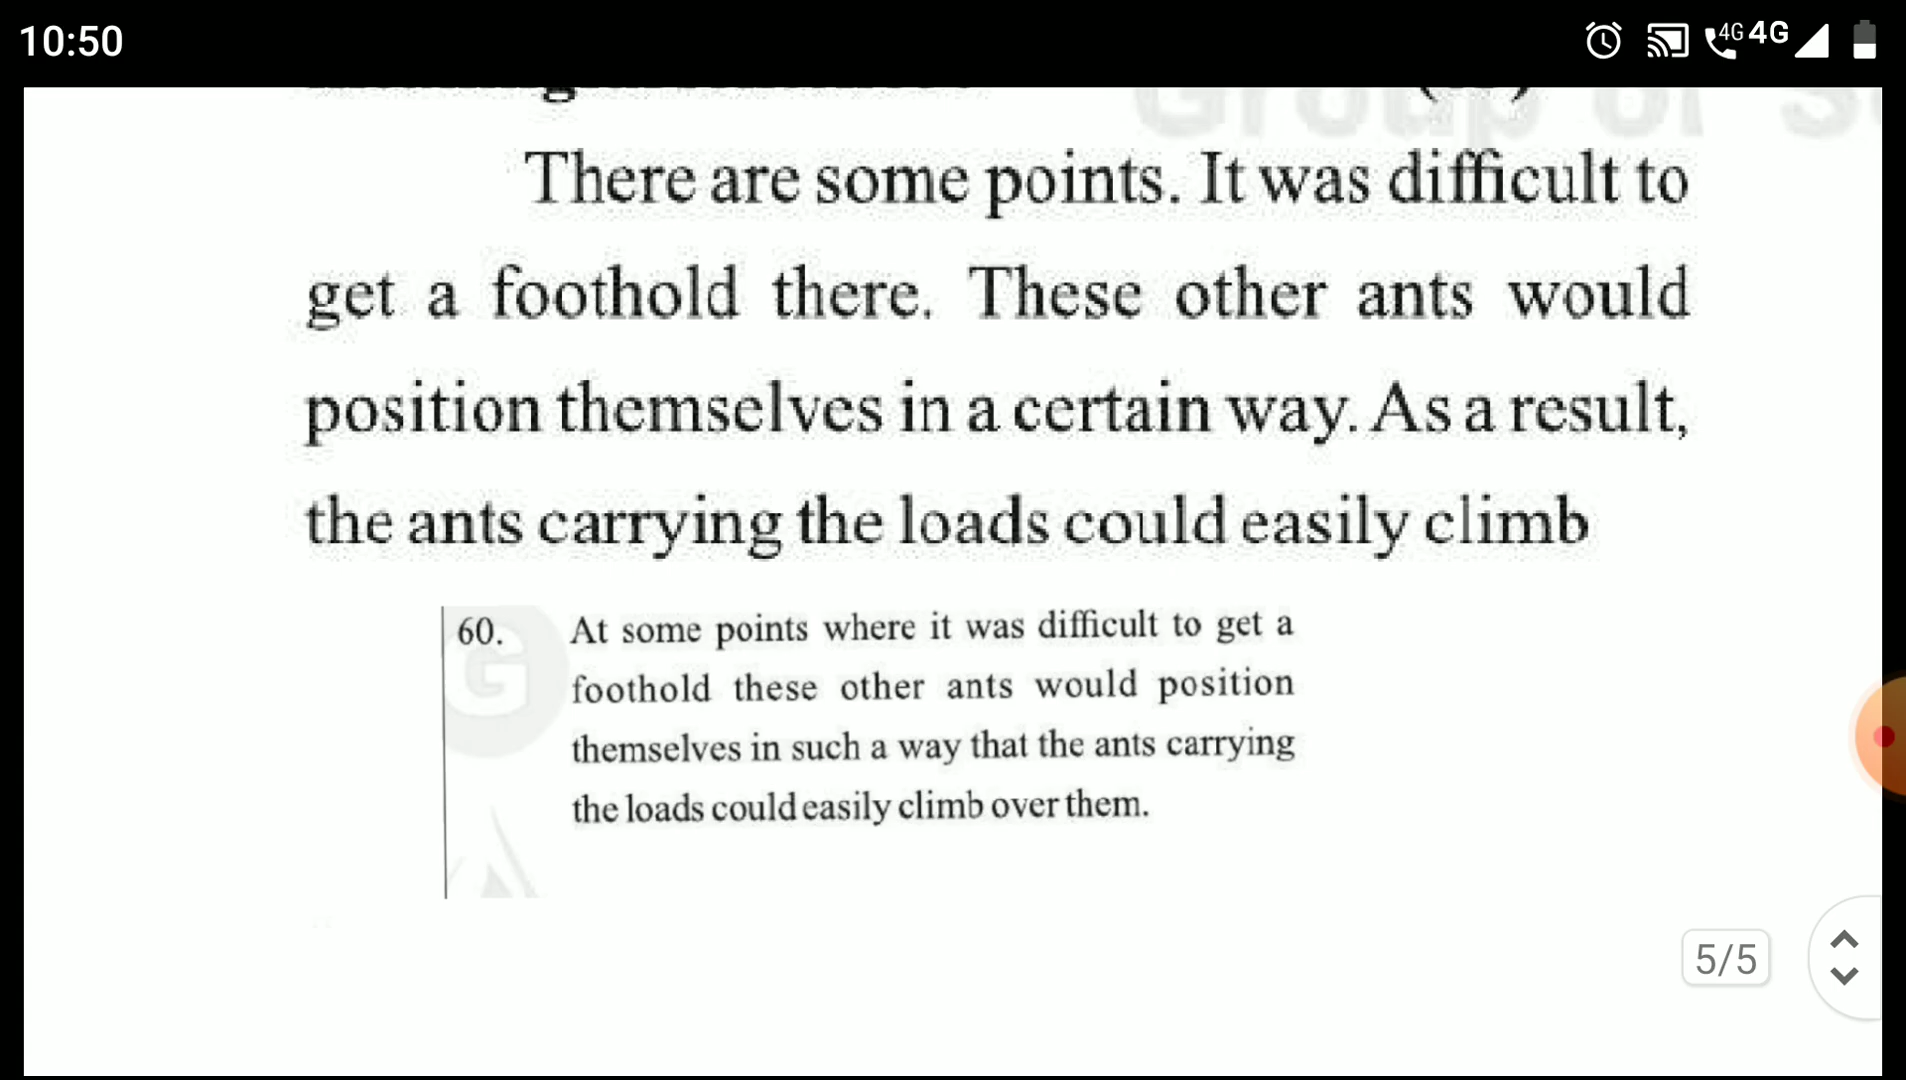 10:50
4G 4G
Group of S
There are some points. It was difficult to
get a foothold there. These other ants would
position themselves in a certain way. As a result,
the ants carrying the loads could easily climb
60. At some points where it was difficult to get a
foothold these other ants would position
themselves in such a way that the ants carrying
the loads could easily climb over them.
G
5/5